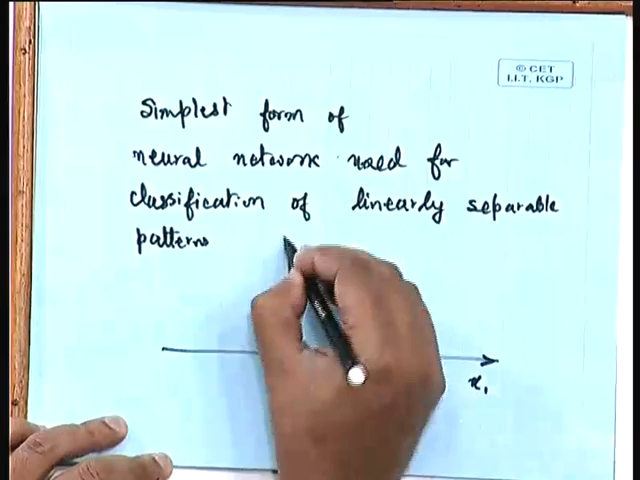 © CET
I.I.T. KGP
Simplest form of
neural network used for
classification of linearly separable
patterns
x₁